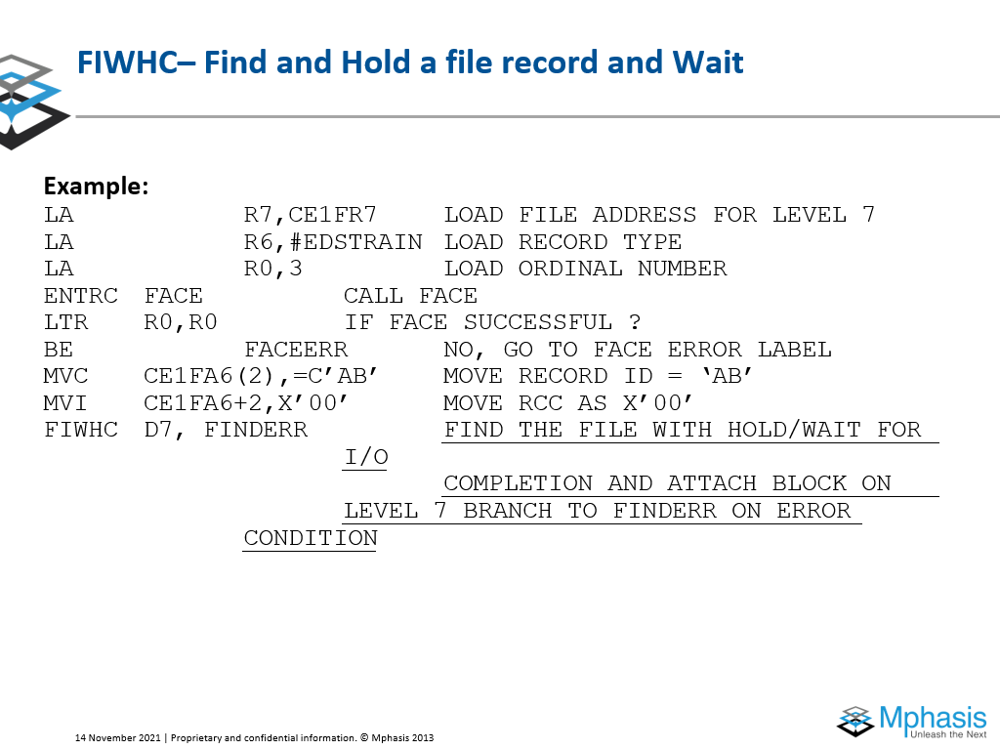 FIWHC– Find and Hold a file record and Wait
Example:
LA R7,CE1FR7 LOAD FILE ADDRESS FOR LEVEL 7
LA R6,#EDSTRAIN LOAD RECORD TYPE
LA R0,3 LOAD ORDINAL NUMBER
ENTRC FACE CALL FACE
LTR R0,R0 IF FACE SUCCESSFUL ?
BE FACEERR NO, GO TO FACE ERROR LABEL
MVC CE1FA6(2),=C’AB’ MOVE RECORD ID = ‘AB’
MVI CE1FA6+2,X’00’ MOVE RCC AS X’00’
FIWHC D7, FINDERR FIND THE FILE WITH HOLD/WAIT FOR
I/O
COMPLETION AND ATTACH BLOCK ON
LEVEL 7 BRANCH TO FINDERR ON ERROR
CONDITION
14 November 2021 | Proprietary and confidential information. © Mphasis 2013
Mphasis
Unleash the Next